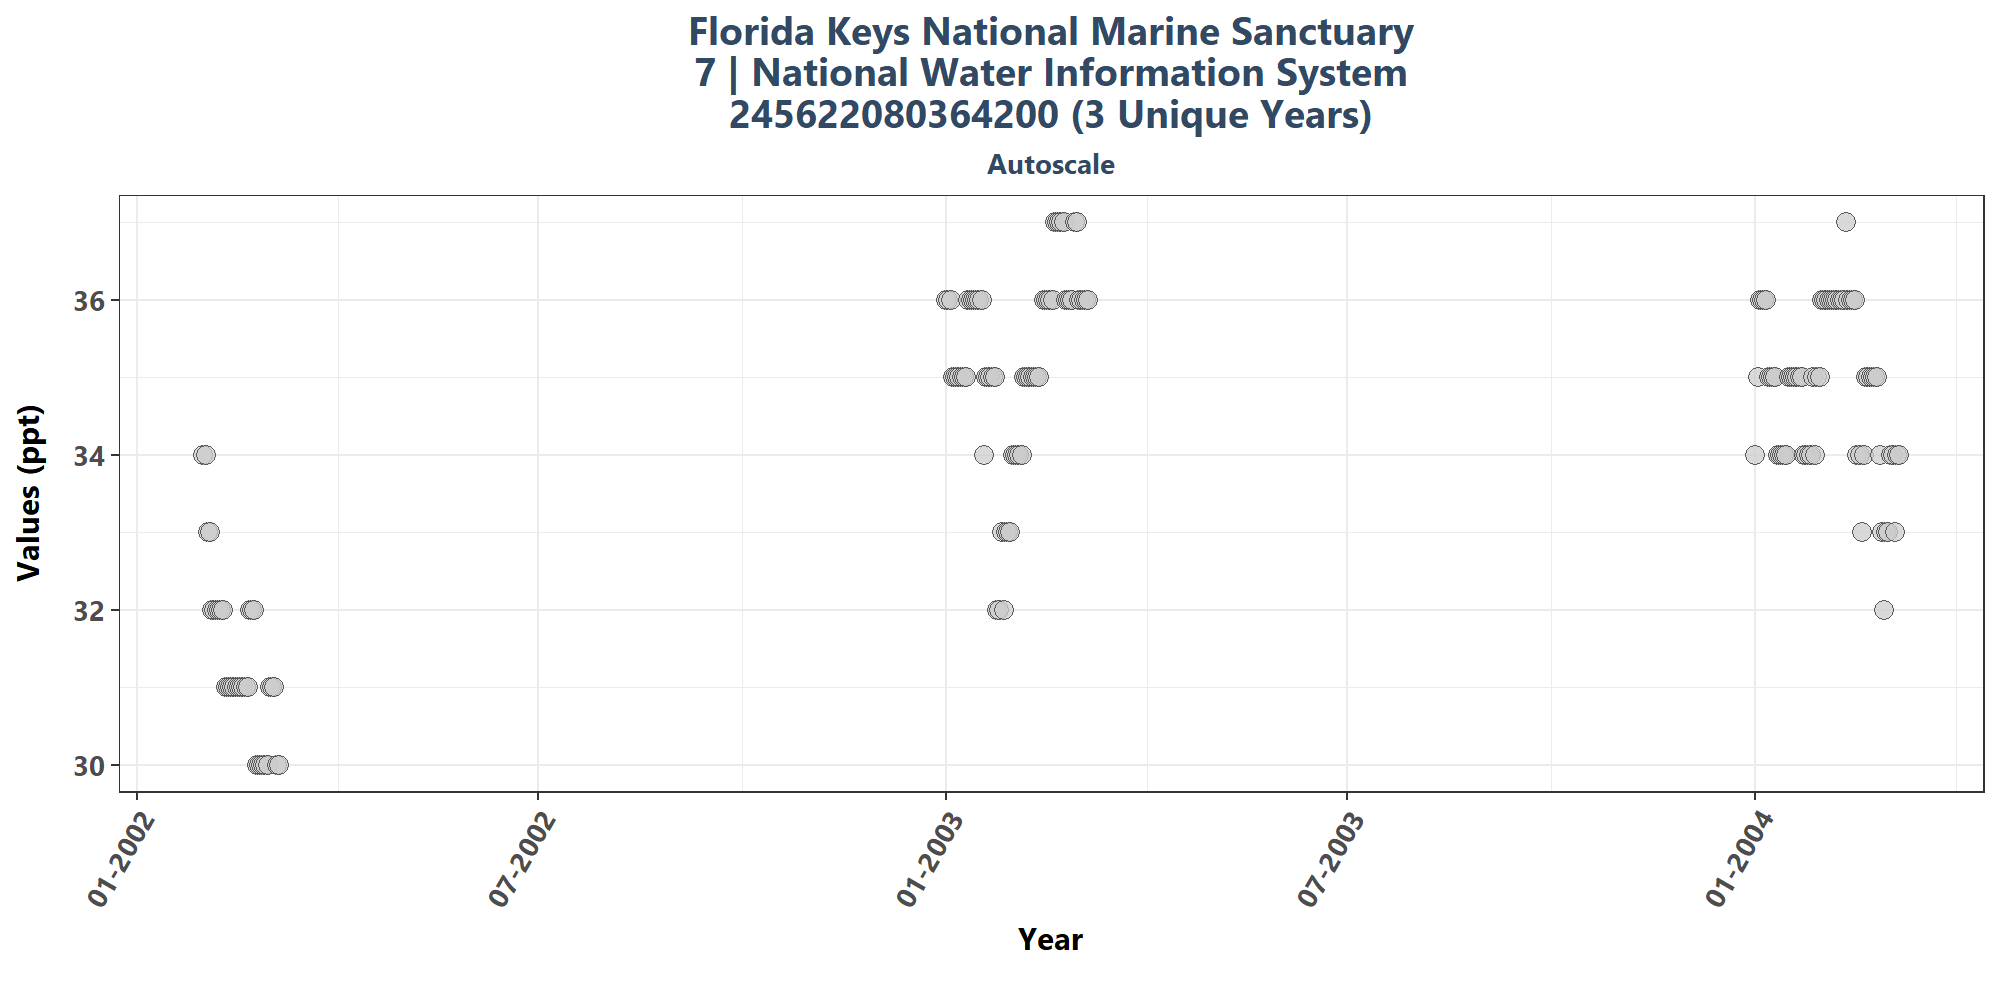 Florida Keys National Marine Sanctuary
7 | National Water Information System
245622080364200 (3 Unique Years)
Autoscale
Values (ppt)
36
34
32
30
01-2002
07-2002
01-2003
07-2003
01-2004
Year